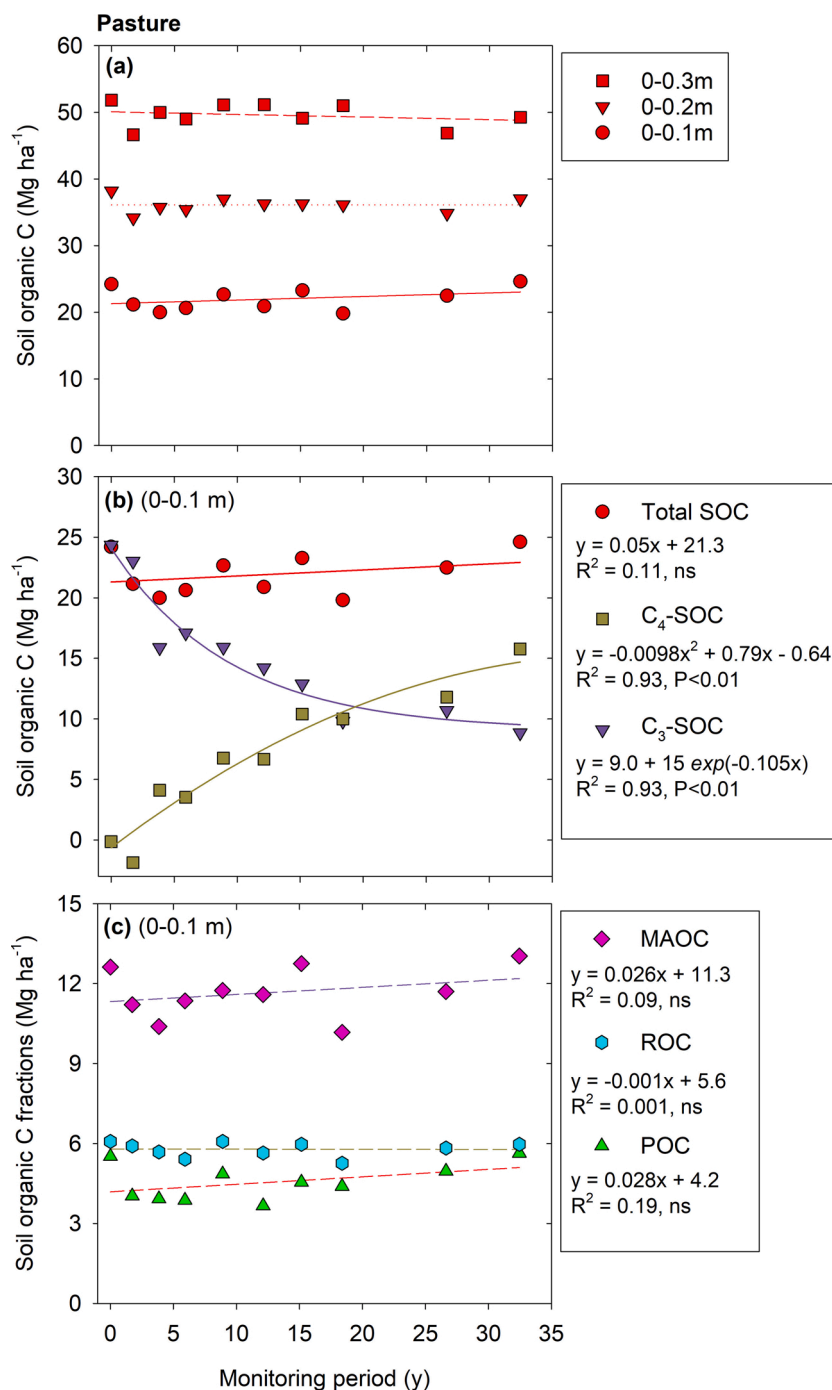 Pasture
(a)
60
50
40
30
20
10
0
Soil organic C (Mg ha⁻¹)
0-0.3m
0-0.2m
0-0.1m
(b) (0-0.1 m)
30
25
20
15
10
5
0
Soil organic C (Mg ha⁻¹)
Total SOC
y = 0.05x + 21.3
R² = 0.11, ns
C₄-SOC
y = -0.0098x² + 0.79x - 0.64
R² = 0.93, P<0.01
C₃-SOC
y = 9.0 + 15 exp(-0.105x)
R² = 0.93, P<0.01
(c) (0-0.1 m)
15
12
9
6
3
0
Soil organic C fractions (Mg ha⁻¹)
MAOC
y = 0.026x + 11.3
R² = 0.09, ns
ROC
y = -0.001x + 5.6
R² = 0.001, ns
POC
y = 0.028x + 4.2
R² = 0.19, ns
0 5 10 15 20 25 30 35
Monitoring period (y)